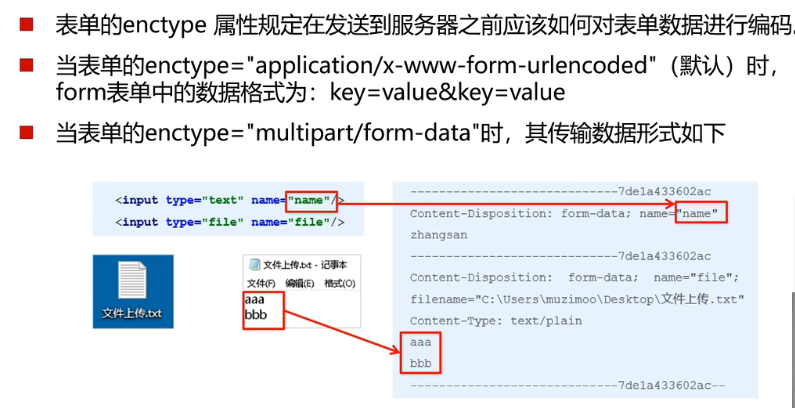 表单的enctype 属性规定在发送到服务器之前应该如何对表单数据进行编码。
当表单的enctype="application/x-www-form-urlencoded"（默认）时，
form表单中的数据格式为：key=value&key=value
当表单的enctype="multipart/form-data"时，其传输数据形式如下
<input type="text" name="name"/>
<input type="file" name="file"/>
文件上传.txt
文件上传.txt - 记事本
文件(F) 编辑(E) 格式(O)
aaa
bbb
-----------------------------7de1a433602ac
Content-Disposition: form-data; name="name"
zhangsan
-----------------------------7de1a433602ac
Content-Disposition: form-data; name="file";
filename="C:\Users\muzimoo\Desktop\文件上传.txt"
Content-Type: text/plain
aaa
bbb
-----------------------------7de1a433602ac--